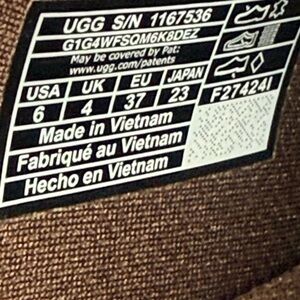 UGG S/N 1167536
G1G4WFSQM6K8DEZ
May be covered by Pat:
www.ugg.com/patents
USA UK EU JAPAN
6 4 37 23
F27424I
Made in Vietnam
Fabriqué au Vietnam
Hecho en Vietnam